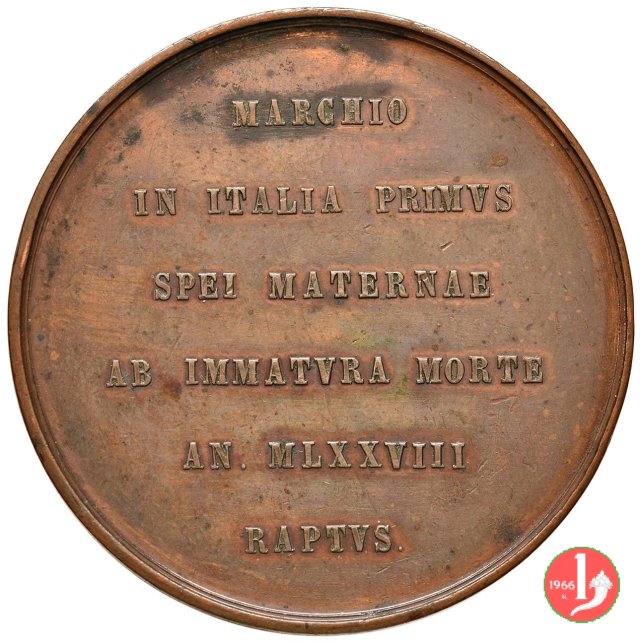 MARCHIO
IN ITALIA PRIMVS
SPEI MATERNAE
AB IMMATVRA MORTE
AN. MLXXVIII
RAPTVS.
1966
K.